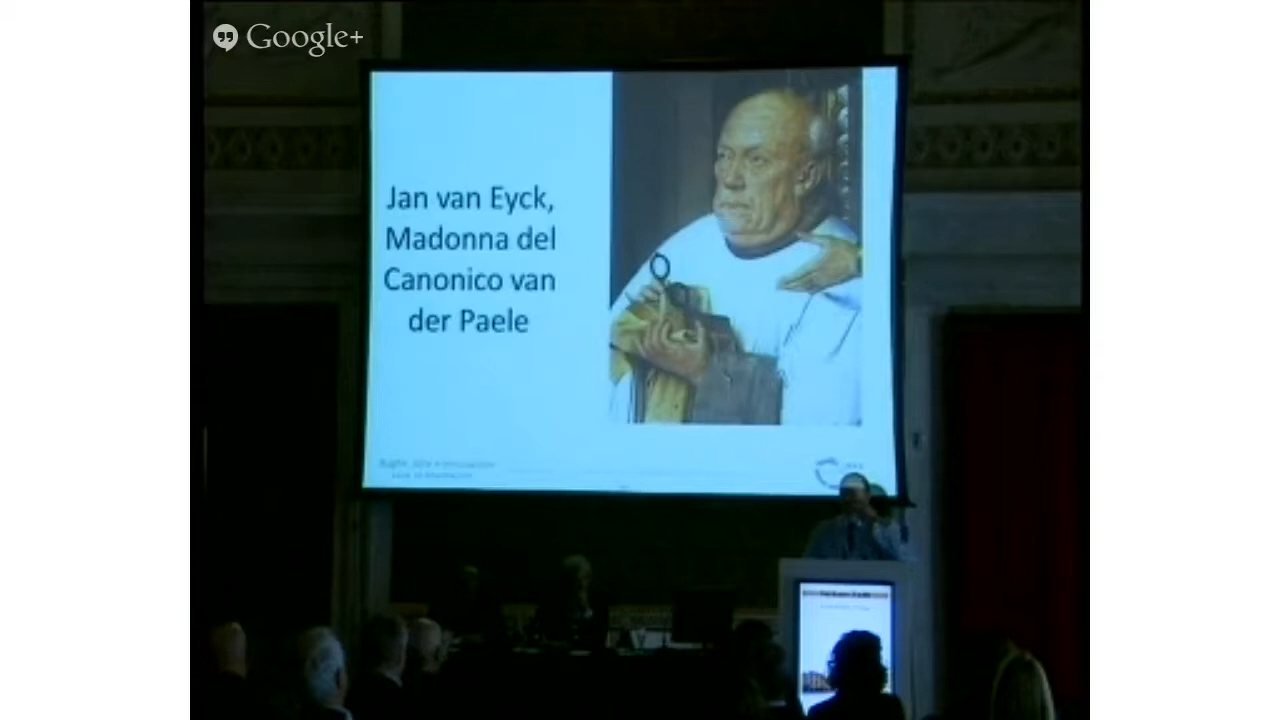 Google+
Jan van Eyck,
Madonna del
Canonico van
der Paele